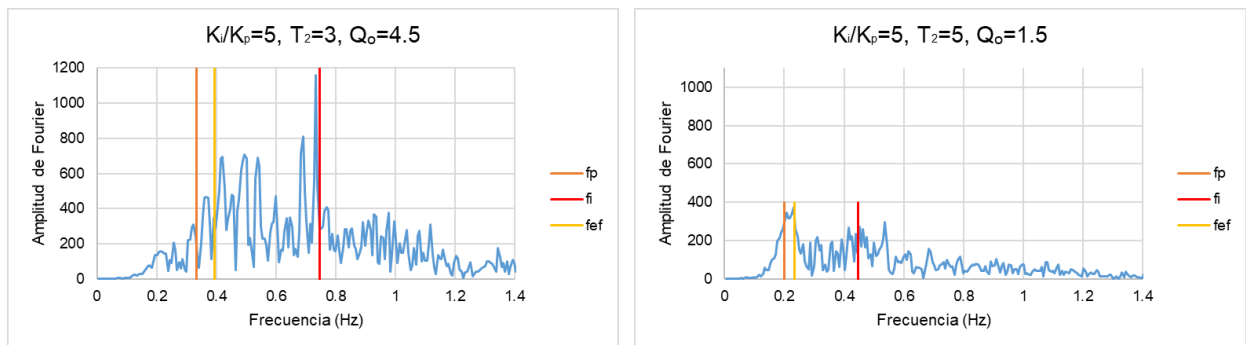 Kᵢ/Kₚ=5, T₂=3, Qₒ=4.5
1200
1000
800
600
400
200
0
Amplitud de Fourier
0 0.2 0.4 0.6 0.8 1 1.2 1.4
Frecuencia (Hz)
fp
fi
fef
Kᵢ/Kₚ=5, T₂=5, Qₒ=1.5
1000
800
600
400
200
0
Amplitud de Fourier
0 0.2 0.4 0.6 0.8 1 1.2 1.4
Frecuencia (Hz)
fp
fi
fef